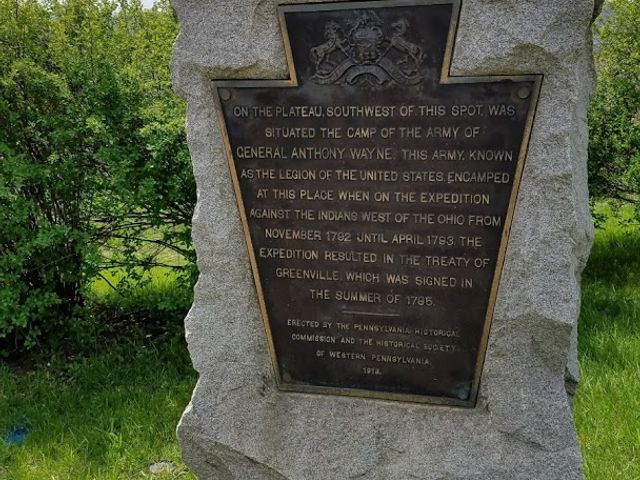 ON THE PLATEAU, SOUTHWEST OF THIS SPOT, WAS
SITUATED THE CAMP OF THE ARMY OF
GENERAL ANTHONY WAYNE. THIS ARMY, KNOWN
AS THE LEGION OF THE UNITED STATES, ENCAMPED
AT THIS PLACE WHEN ON THE EXPEDITION
AGAINST THE INDIANS WEST OF THE OHIO FROM
NOVEMBER 1792 UNTIL APRIL 1793. THE
EXPEDITION RESULTED IN THE TREATY OF
GREENVILLE, WHICH WAS SIGNED IN
THE SUMMER OF 1795.
ERECTED BY THE PENNSYLVANIA HISTORICAL
COMMISSION AND THE HISTORICAL SOCIETY
OF WESTERN PENNSYLVANIA.
1918.